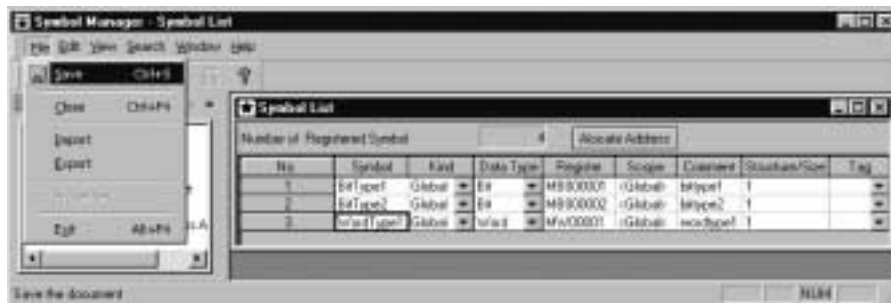 Symbol Manager - Symbol List
File Edit View Search Window Help
Save Ctrl+S
Close Ctrl+F4
Import
Export
Exit Alt+F4
Symbol List
Number of Registered Symbol 4 Allocate Address
No. Symbol Kind Data Type Register Scope Comment Structure/Size Tag
1 BitType1 Global Bit MB000001 <Global> bittype1 1
2 BitType2 Global Bit MB000002 <Global> bittype2 1
3 WordType1 Global Word MW00001 <Global> wordtype1 1
Save the document NUM